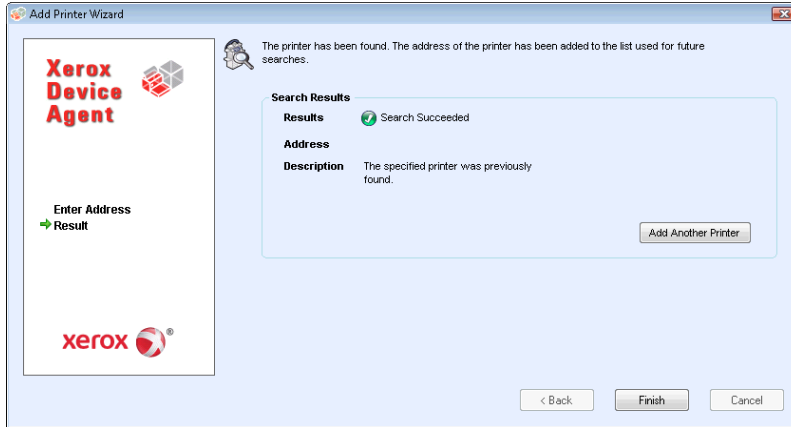 Add Printer Wizard
Xerox
Device
Agent
Enter Address
Result
xerox ®
The printer has been found. The address of the printer has been added to the list used for future
searches.
Search Results
Results Search Succeeded
Address
Description The specified printer was previously
found.
Add Another Printer
< Back Finish Cancel